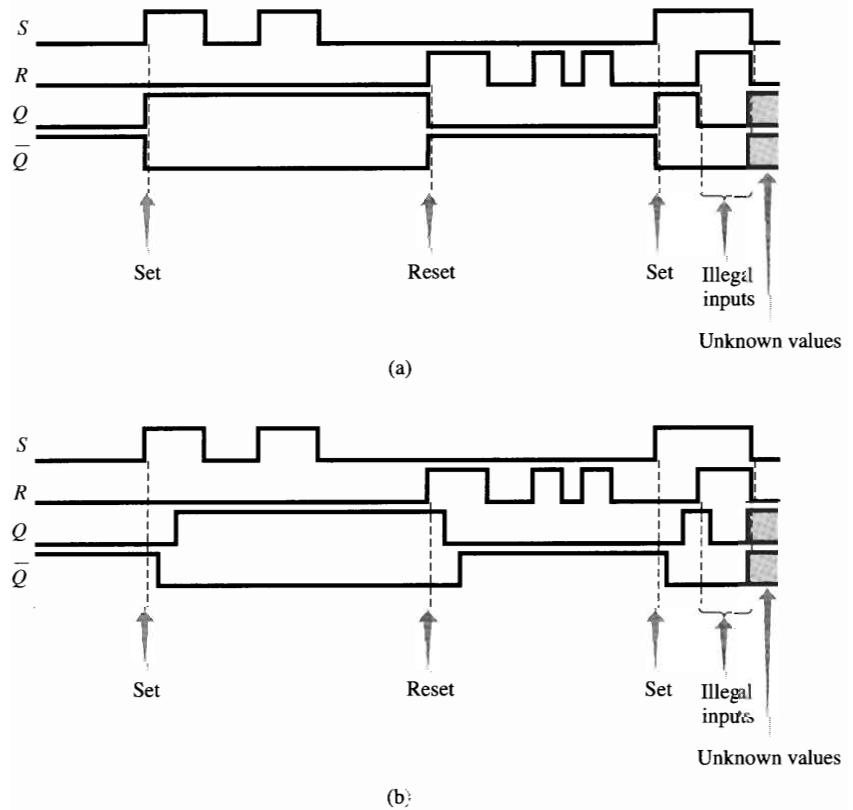 S
R
Q
Q̅
Set
Reset
Set
Illegal
inputs
Unknown values
(a)
S
R
Q
Q̅
Set
Reset
Set
Illegal
inputs
Unknown values
(b)